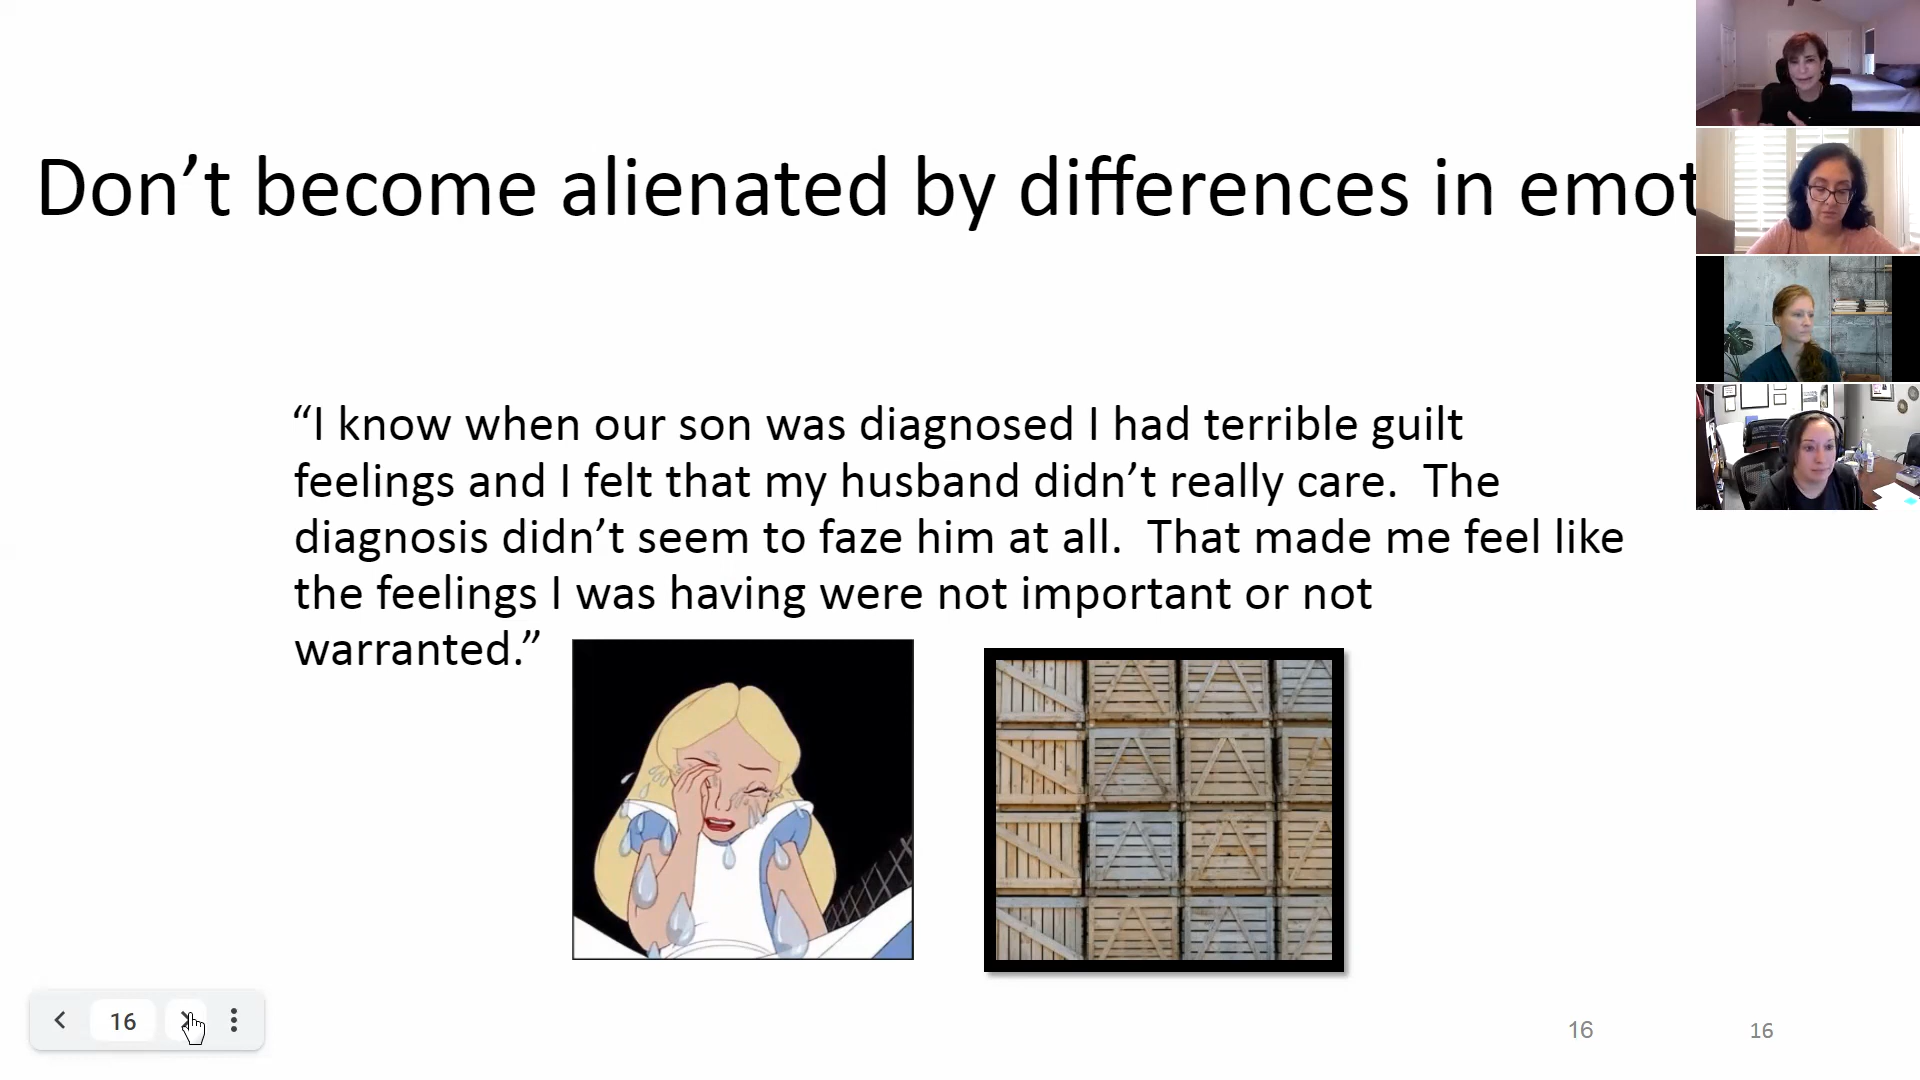 Don’t become alienated by differences in emot
“I know when our son was diagnosed I had terrible guilt
feelings and I felt that my husband didn’t really care.  The
diagnosis didn’t seem to faze him at all.  That made me feel like
the feelings I was having were not important or not
warranted.”
16
16
16